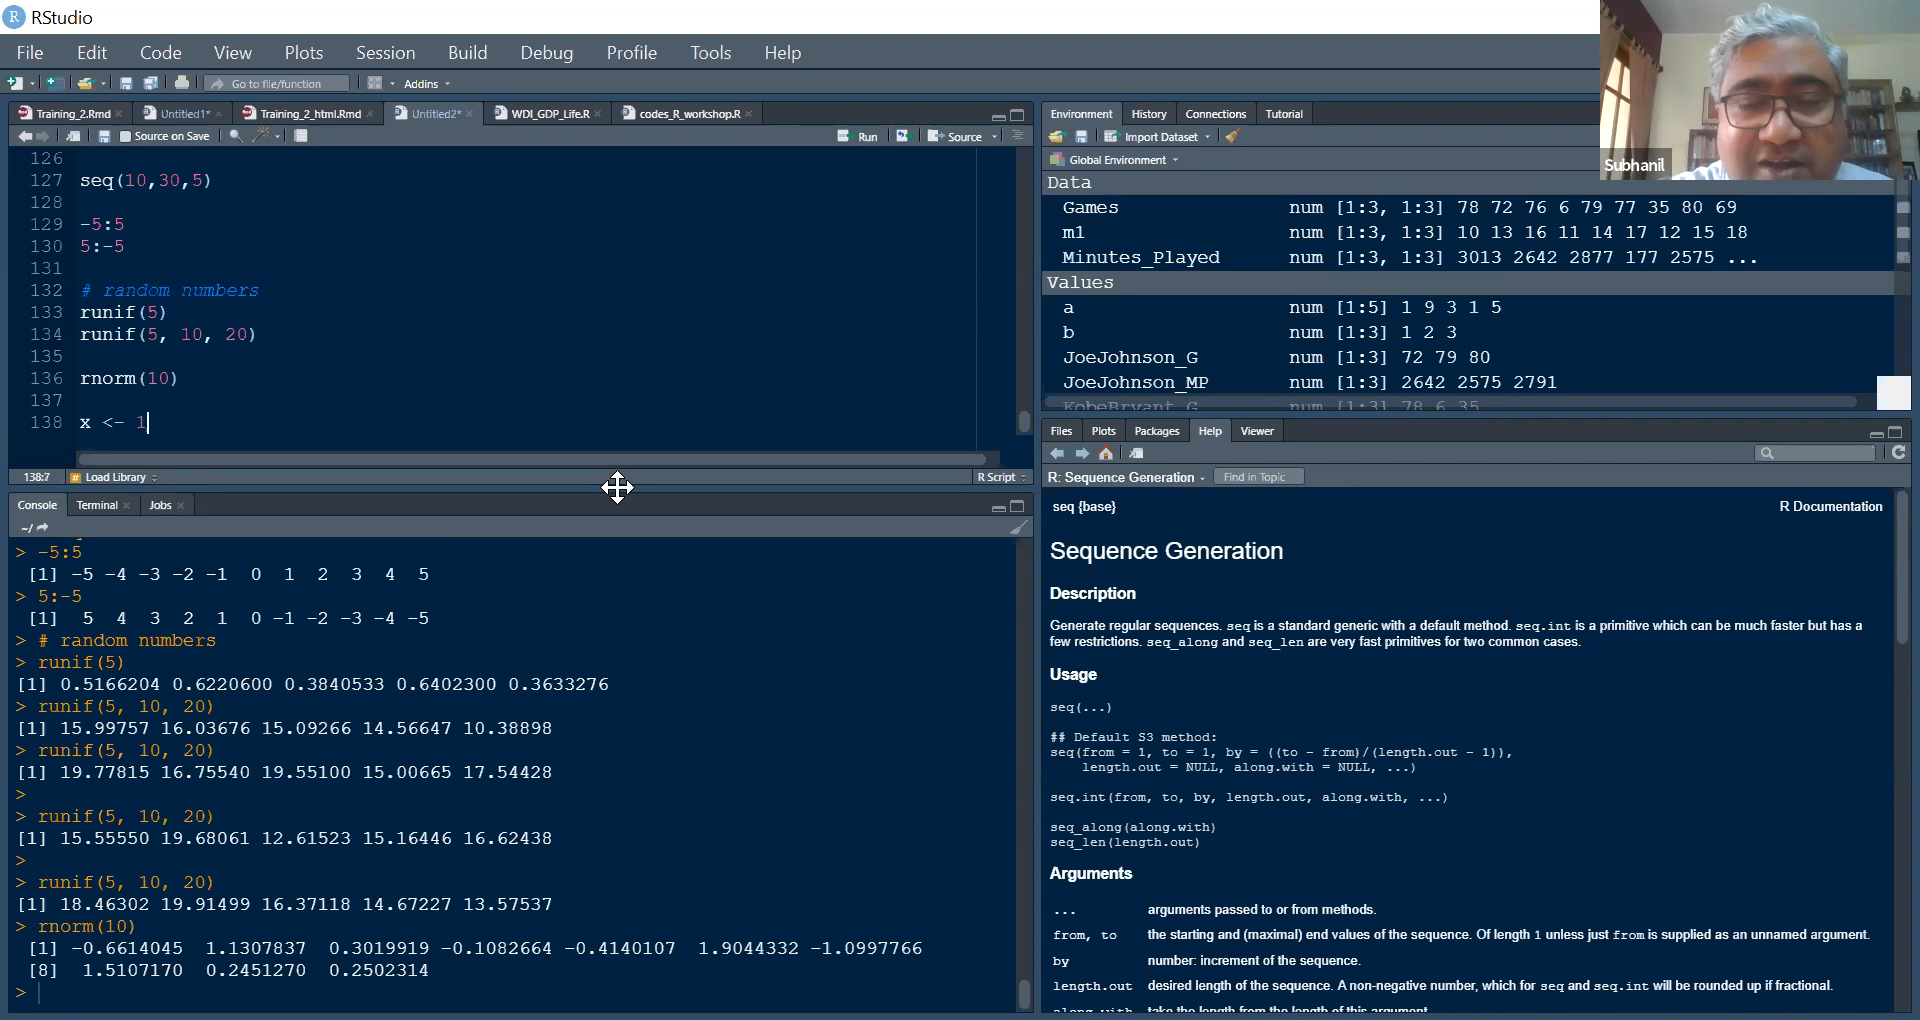 RStudio
File Edit Code View Plots Session Build Debug Profile Tools Help
Go to file/function Addins
Training_2.Rmd Untitled1* Training_2_html.Rmd Untitled2* WDI_GDP_Life.R codes_R_workshop.R
Source on Save Run Source
126
127 seq(10,30,5)
128
129 -5:5
130 5:-5
131
132 # random numbers
133 runif(5)
134 runif(5, 10, 20)
135
136 rnorm(10)
137
138 x <- 1
138:7 Load Library R Script
Console Terminal Jobs
~/
> -5:5
[1] -5 -4 -3 -2 -1 0 1 2 3 4 5
> 5:-5
[1] 5 4 3 2 1 0 -1 -2 -3 -4 -5
> # random numbers
> runif(5)
[1] 0.5166204 0.6220600 0.3840533 0.6402300 0.3633276
> runif(5, 10, 20)
[1] 15.99757 16.03676 15.09266 14.56647 10.38898
> runif(5, 10, 20)
[1] 19.77815 16.75540 19.55100 15.00665 17.54428
>
> runif(5, 10, 20)
[1] 15.55550 19.68061 12.61523 15.16446 16.62438
>
> runif(5, 10, 20)
[1] 18.46302 19.91499 16.37118 14.67227 13.57537
> rnorm(10)
[1] -0.6614045 1.1307837 0.3019919 -0.1082664 -0.4140107 1.9044332 -1.0997766
[8] 1.5107170 0.2451270 0.2502314
>
Environment History Connections Tutorial
Import Dataset
Global Environment
Subhanil
Data
Games num [1:3, 1:3] 78 72 76 6 79 77 35 80 69
m1 num [1:3, 1:3] 10 13 16 11 14 17 12 15 18
Minutes_Played num [1:3, 1:3] 3013 2642 2877 177 2575 ...
Values
a num [1:5] 1 9 3 1 5
b num [1:3] 1 2 3
JoeJohnson_G num [1:3] 72 79 80
JoeJohnson_MP num [1:3] 2642 2575 2791
KobeBryant_G num [1:3] 78 6 35
Files Plots Packages Help Viewer
R: Sequence Generation Find in Topic
seq {base} R Documentation
Sequence Generation
Description
Generate regular sequences. seq is a standard generic with a default method. seq.int is a primitive which can be much faster but has a
few restrictions. seq_along and seq_len are very fast primitives for two common cases.
Usage
seq(...)
## Default S3 method:
seq(from = 1, to = 1, by = ((to - from)/(length.out - 1)),
length.out = NULL, along.with = NULL, ...)
seq.int(from, to, by, length.out, along.with, ...)
seq_along(along.with)
seq_len(length.out)
Arguments
... arguments passed to or from methods.
from, to the starting and (maximal) end values of the sequence. Of length 1 unless just from is supplied as an unnamed argument.
by number: increment of the sequence.
length.out desired length of the sequence. A non-negative number, which for seq and seq.int will be rounded up if fractional.
along.with take the length from the length of this argument.